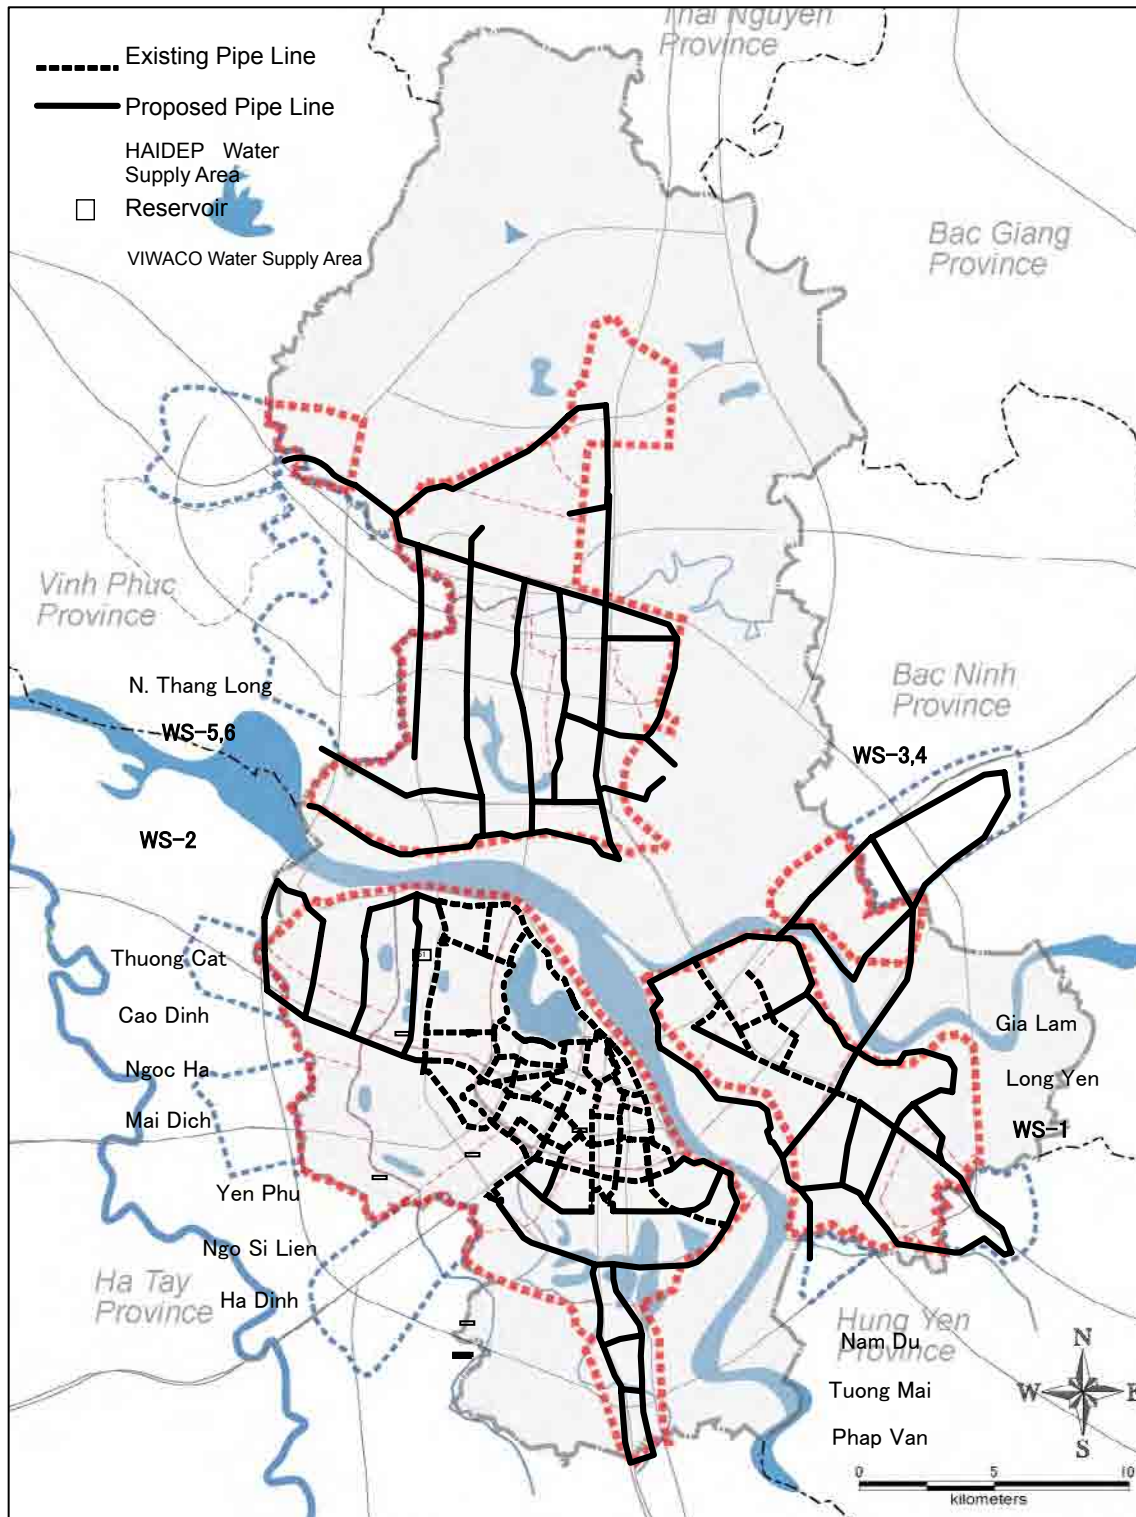 Thai Nguyen
Province
Existing Pipe Line
Proposed Pipe Line
HAIDEP Water
Supply Area
Reservoir
VIWACO Water Supply Area
Bac Giang
Province
Vinh Phuc
Province
N. Thang Long
WS-5,6
Bac Ninh
Province
WS-3,4
WS-2
Thuong Cat
Cao Dinh
Ngoc Ha
Mai Dich
Gia Lam
Long Yen
WS-1
Yen Phu
Ngo Si Lien
Ha Dinh
Ha Tay
Province
Hung Yen
Province
Nam Du
Tuong Mai
Phap Van
N
W E
S
0 5 10
kilometers